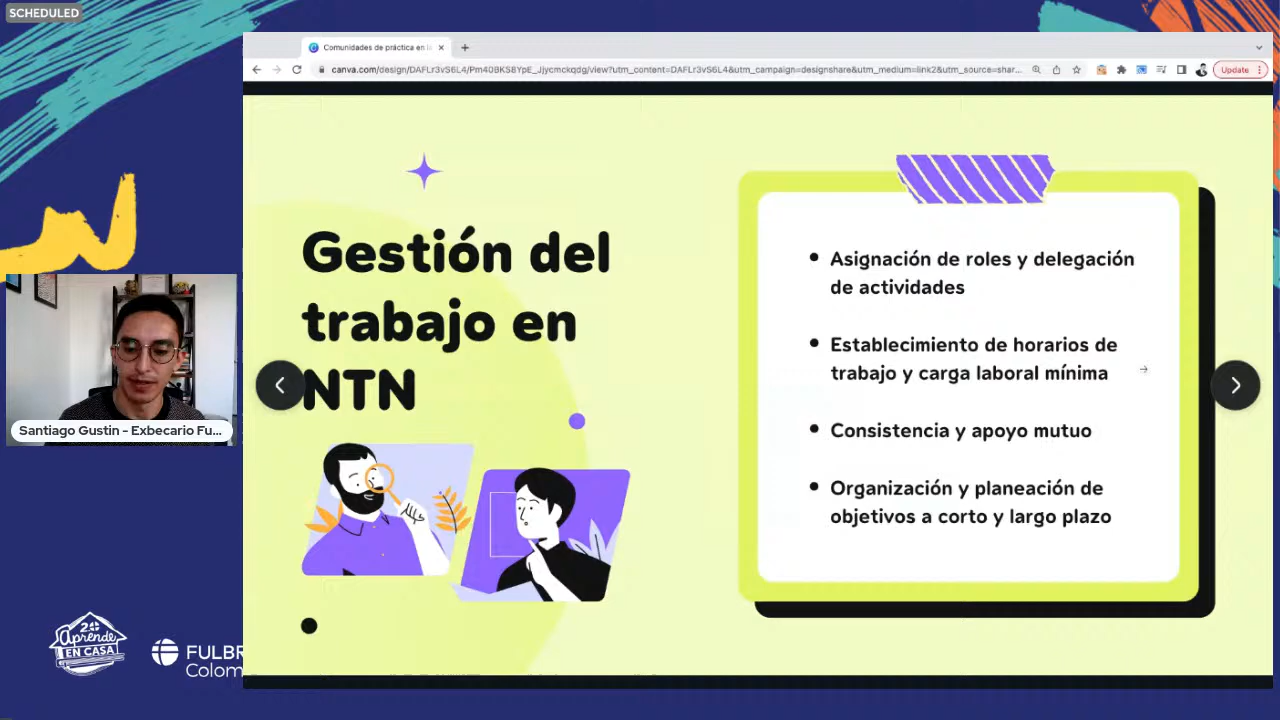 SCHEDULED
Comunidades de práctica en l
canva.com/design/DAFLr3vS6L4/Pm40BK58YpE_Jjycmckqdg/view?utm_content=DAFLr3vS6L4&utm_campaign=designshare&utm_medium=link2&utm_source=shar...
Update
Gestión del
trabajo en
NTN
• Asignación de roles y delegación
de actividades
• Establecimiento de horarios de
trabajo y carga laboral mínima
• Consistencia y apoyo mutuo
• Organización y planeación de
objetivos a corto y largo plazo
Santiago Gustin - Exbecario Fu...
2.0
Aprende
EN CASA
FULBR
Colom